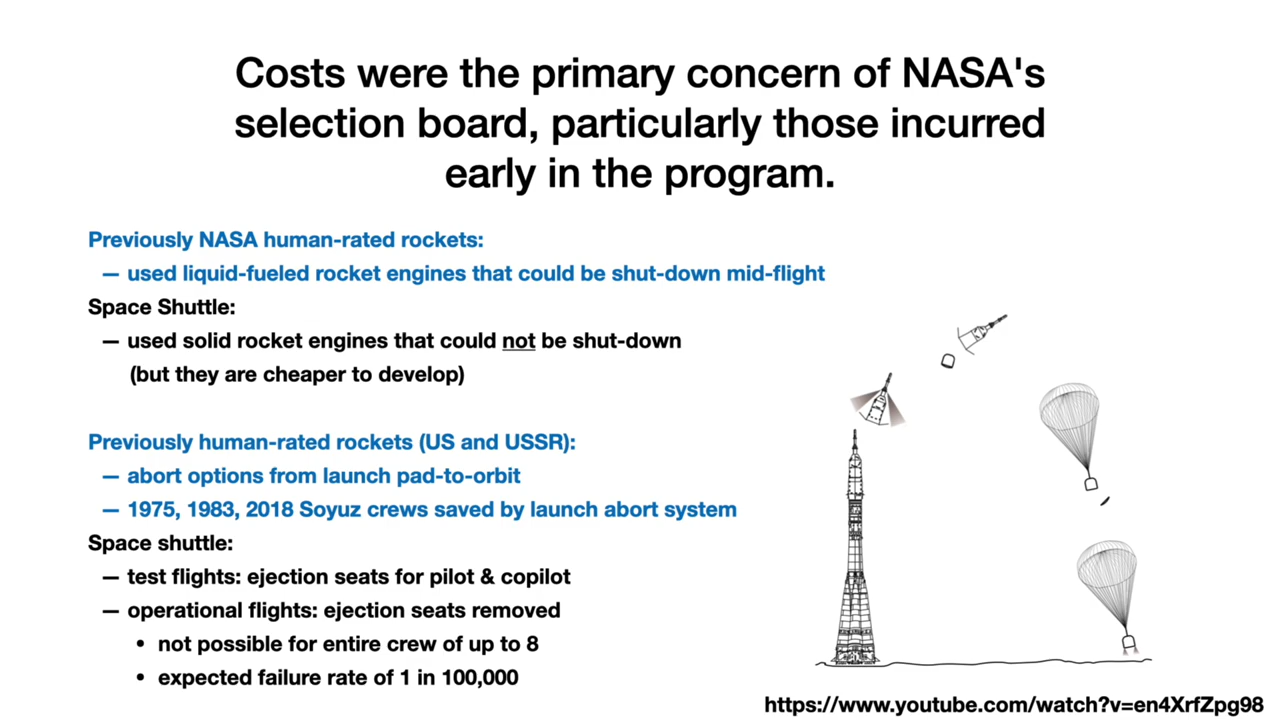 Costs were the primary concern of NASA's
selection board, particularly those incurred
early in the program.
Previously NASA human-rated rockets:
— used liquid-fueled rocket engines that could be shut-down mid-flight
Space Shuttle:
— used solid rocket engines that could not be shut-down
(but they are cheaper to develop)
Previously human-rated rockets (US and USSR):
— abort options from launch pad-to-orbit
— 1975, 1983, 2018 Soyuz crews saved by launch abort system
Space shuttle:
— test flights: ejection seats for pilot & copilot
— operational flights: ejection seats removed
• not possible for entire crew of up to 8
• expected failure rate of 1 in 100,000
https://www.youtube.com/watch?v=en4XrfZpg98